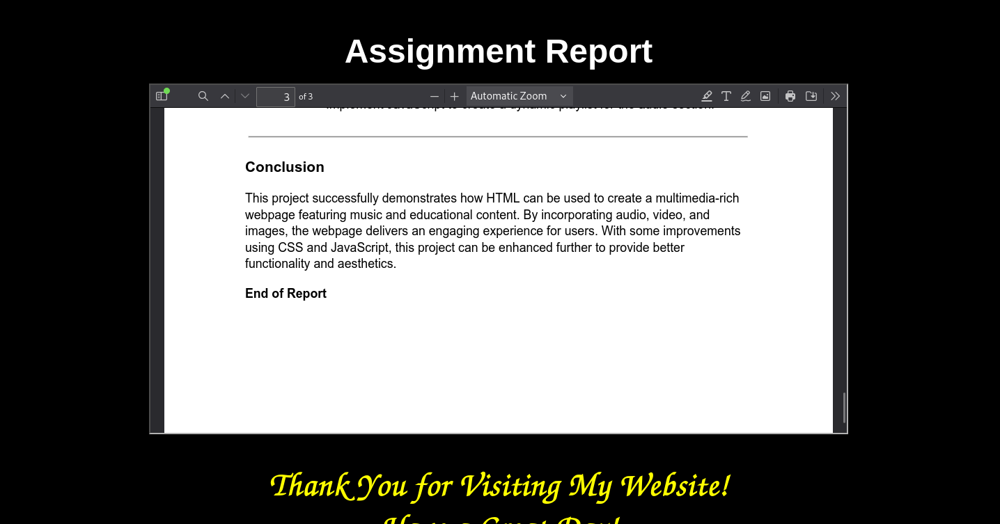 Assignment Report
3 of 3
Automatic Zoom
implement JavaScript to create a dynamic playlist for the audio section.
Conclusion
This project successfully demonstrates how HTML can be used to create a multimedia-rich
webpage featuring music and educational content. By incorporating audio, video, and
images, the webpage delivers an engaging experience for users. With some improvements
using CSS and JavaScript, this project can be enhanced further to provide better
functionality and aesthetics.
End of Report
Thank You for Visiting My Website!
Have a Great Day!